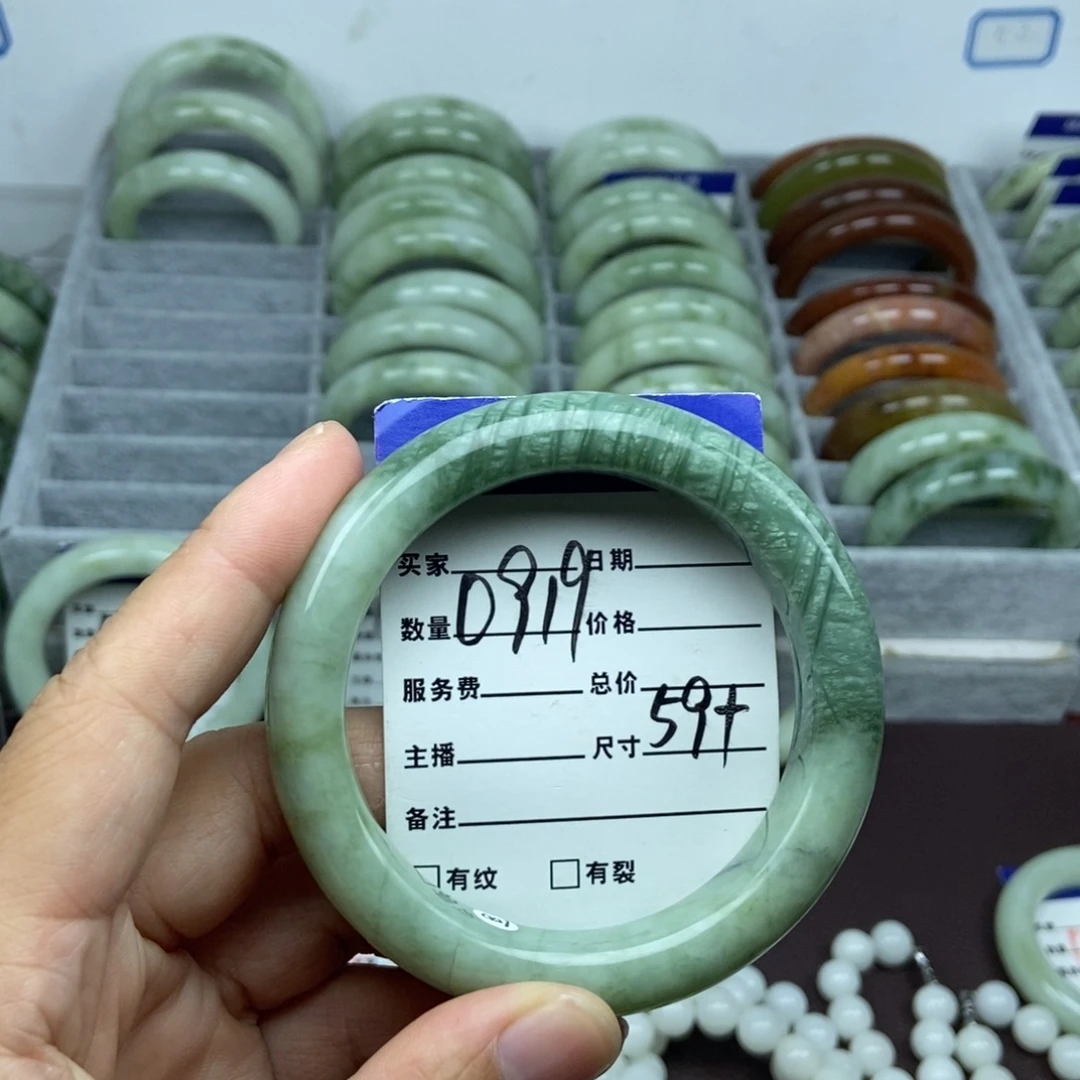 买家 日期
数量 0919 价格
服务费 总价
主播 尺寸 59+
备注
有纹 有裂